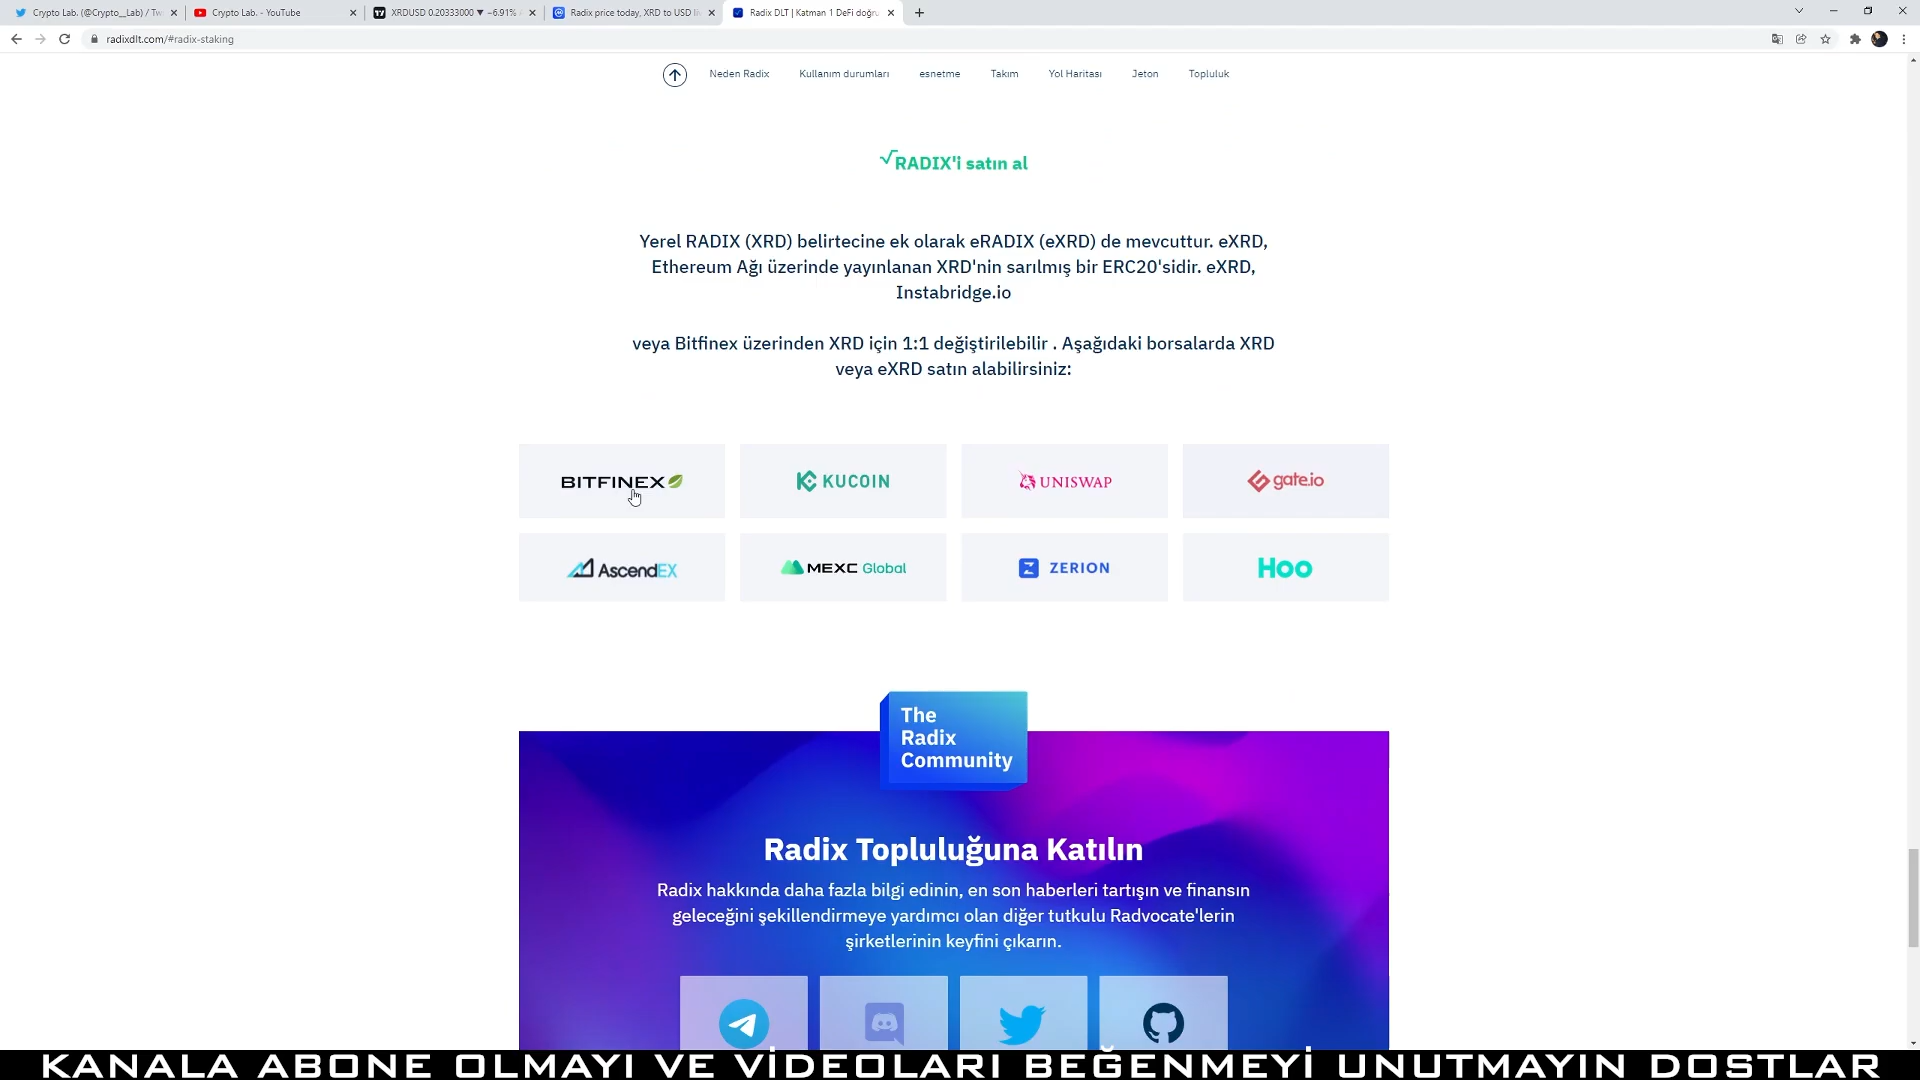 Crypto Lab. (@Crypto__Lab) / Tw
Crypto Lab. - YouTube
XRDUSD 0.20333000 ▼ −6.91%
Radix price today, XRD to USD li
Radix DLT | Katman 1 DeFi doğru
radixdlt.com/#radix-staking
Neden Radix
Kullanım durumları
esnetme
Takım
Yol Haritası
Jeton
Topluluk
√RADIX'i satın al
Yerel RADIX (XRD) belirtecine ek olarak eRADIX (eXRD) de mevcuttur. eXRD,
Ethereum Ağı üzerinde yayınlanan XRD'nin sarılmış bir ERC20'sidir. eXRD,
Instabridge.io
veya Bitfinex üzerinden XRD için 1:1 değiştirilebilir . Aşağıdaki borsalarda XRD
veya eXRD satın alabilirsiniz:
BITFINEX
KUCOIN
UNISWAP
gate.io
AscendEX
MEXC Global
ZERION
Hoo
The
Radix
Community
Radix Topluluğuna Katılın
Radix hakkında daha fazla bilgi edinin, en son haberleri tartışın ve finansın
geleceğini şekillendirmeye yardımcı olan diğer tutkulu Radvocate'lerin
şirketlerinin keyfini çıkarın.
KANALA ABONE OLMAYI VE VİDEOLARI BEĞENMEYİ UNUTMAYIN DOSTLAR